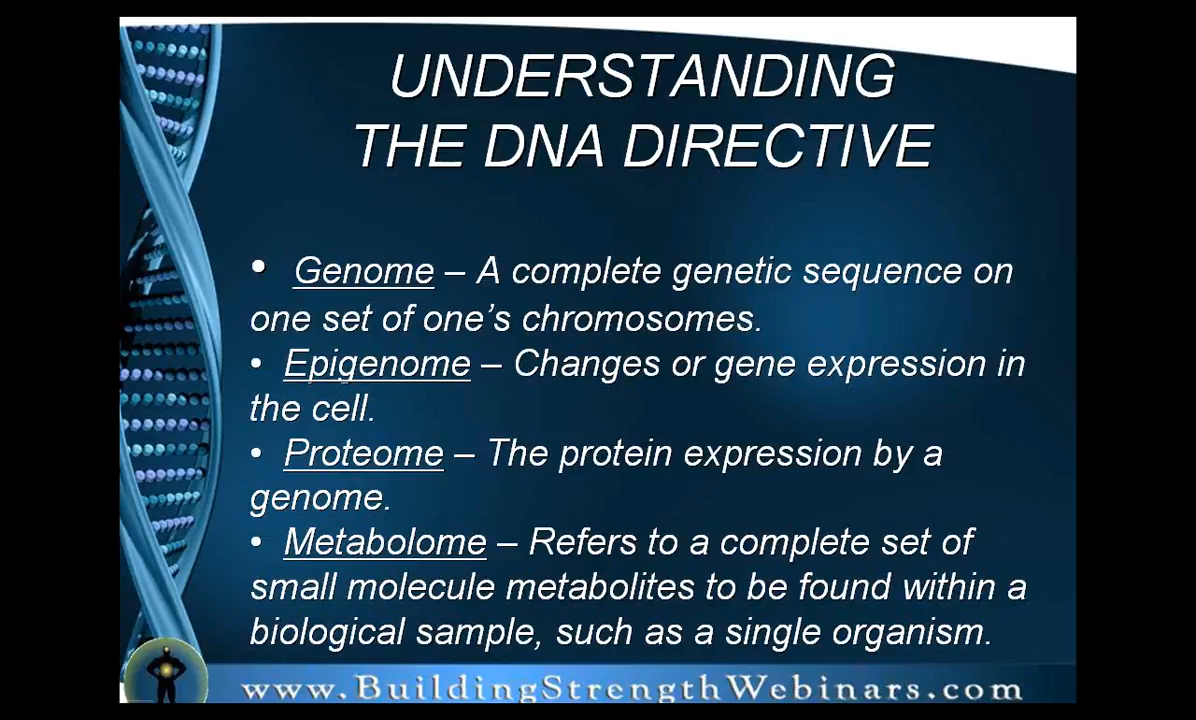 UNDERSTANDING
THE DNA DIRECTIVE
• Genome – A complete genetic sequence on
one set of one’s chromosomes.
• Epigenome – Changes or gene expression in
the cell.
• Proteome – The protein expression by a
genome.
• Metabolome – Refers to a complete set of
small molecule metabolites to be found within a
biological sample, such as a single organism.
www.BuildingStrengthWebinars.com